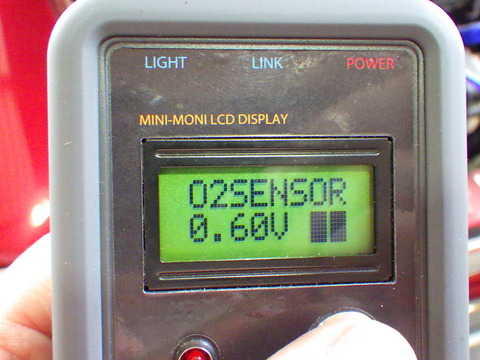 LIGHT LINK POWER
MINI-MONI LCD DISPLAY
O2SENSOR
0.60V